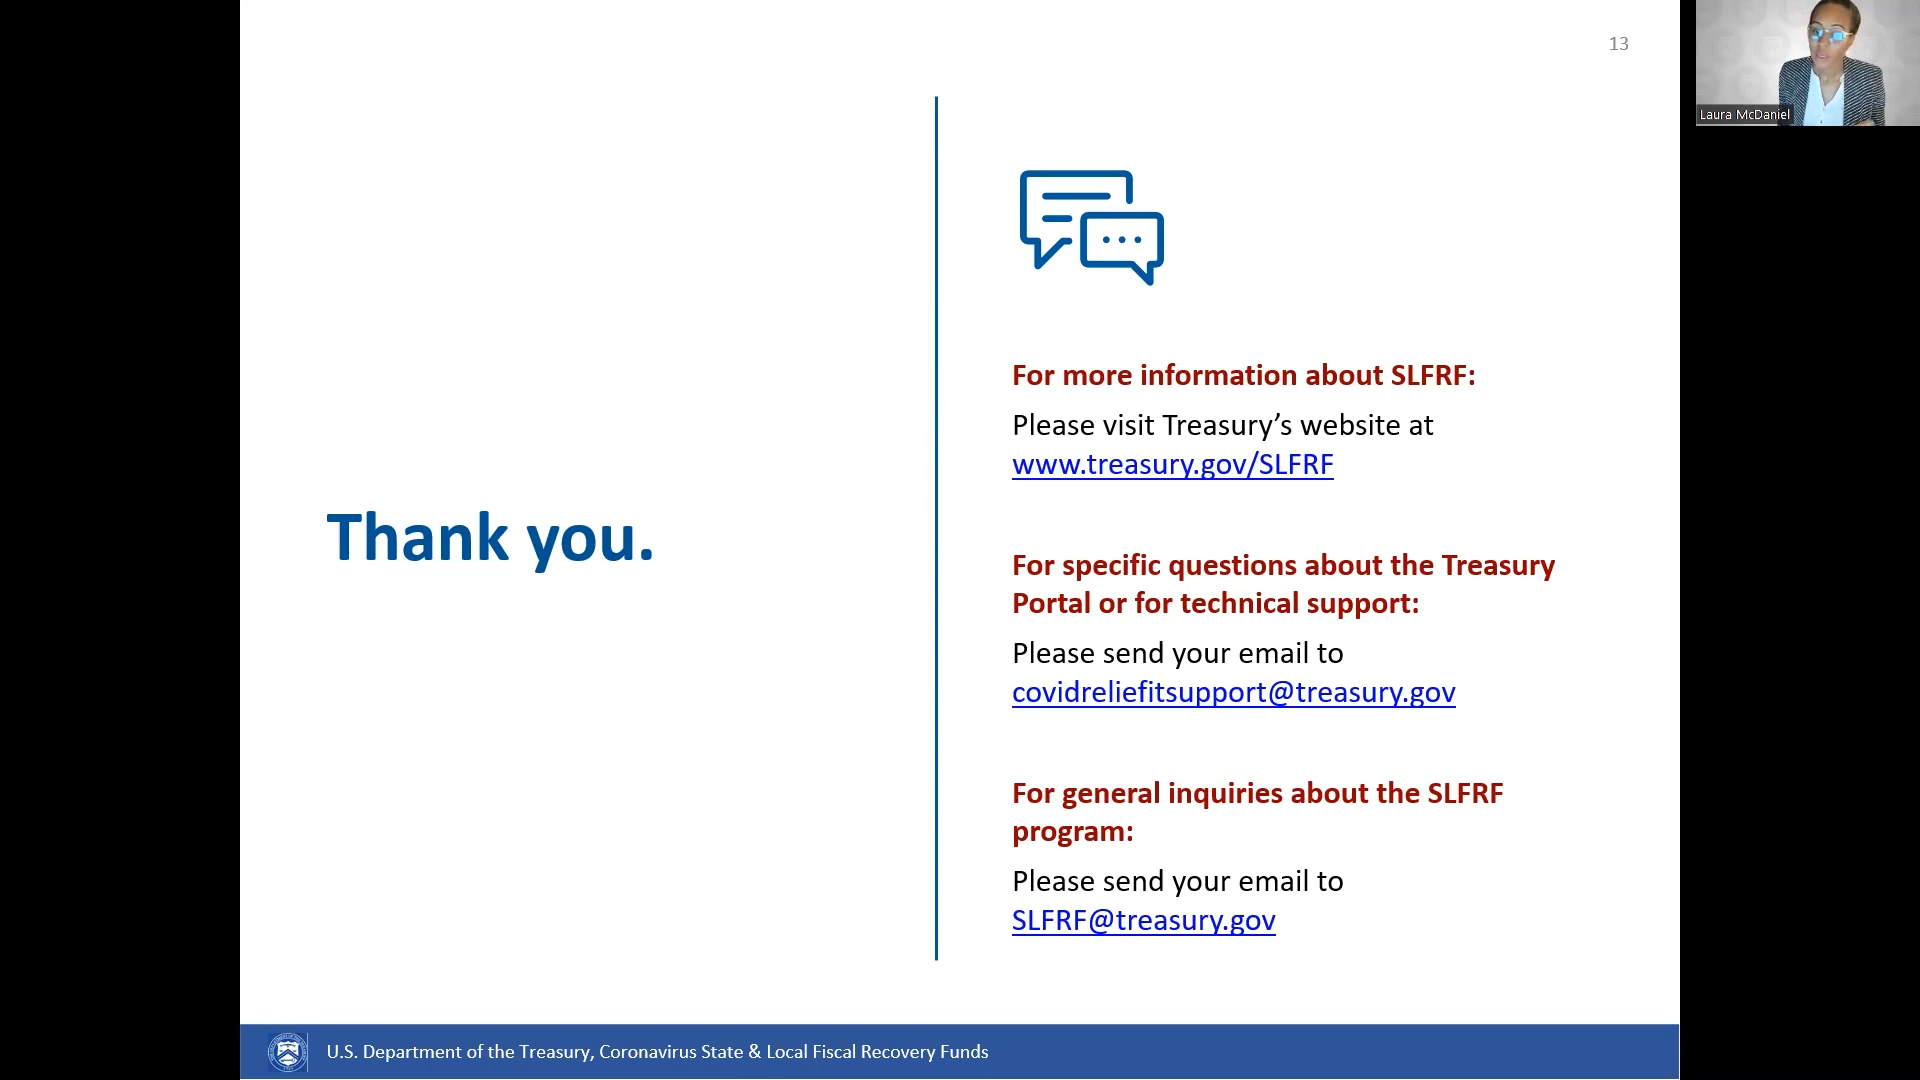 13
Laura McDaniel
Thank you.
For more information about SLFRF:
Please visit Treasury’s website at
www.treasury.gov/SLFRF
For specific questions about the Treasury
Portal or for technical support:
Please send your email to
covidreliefitsupport@treasury.gov
For general inquiries about the SLFRF
program:
Please send your email to
SLFRF@treasury.gov
U.S. Department of the Treasury, Coronavirus State & Local Fiscal Recovery Funds